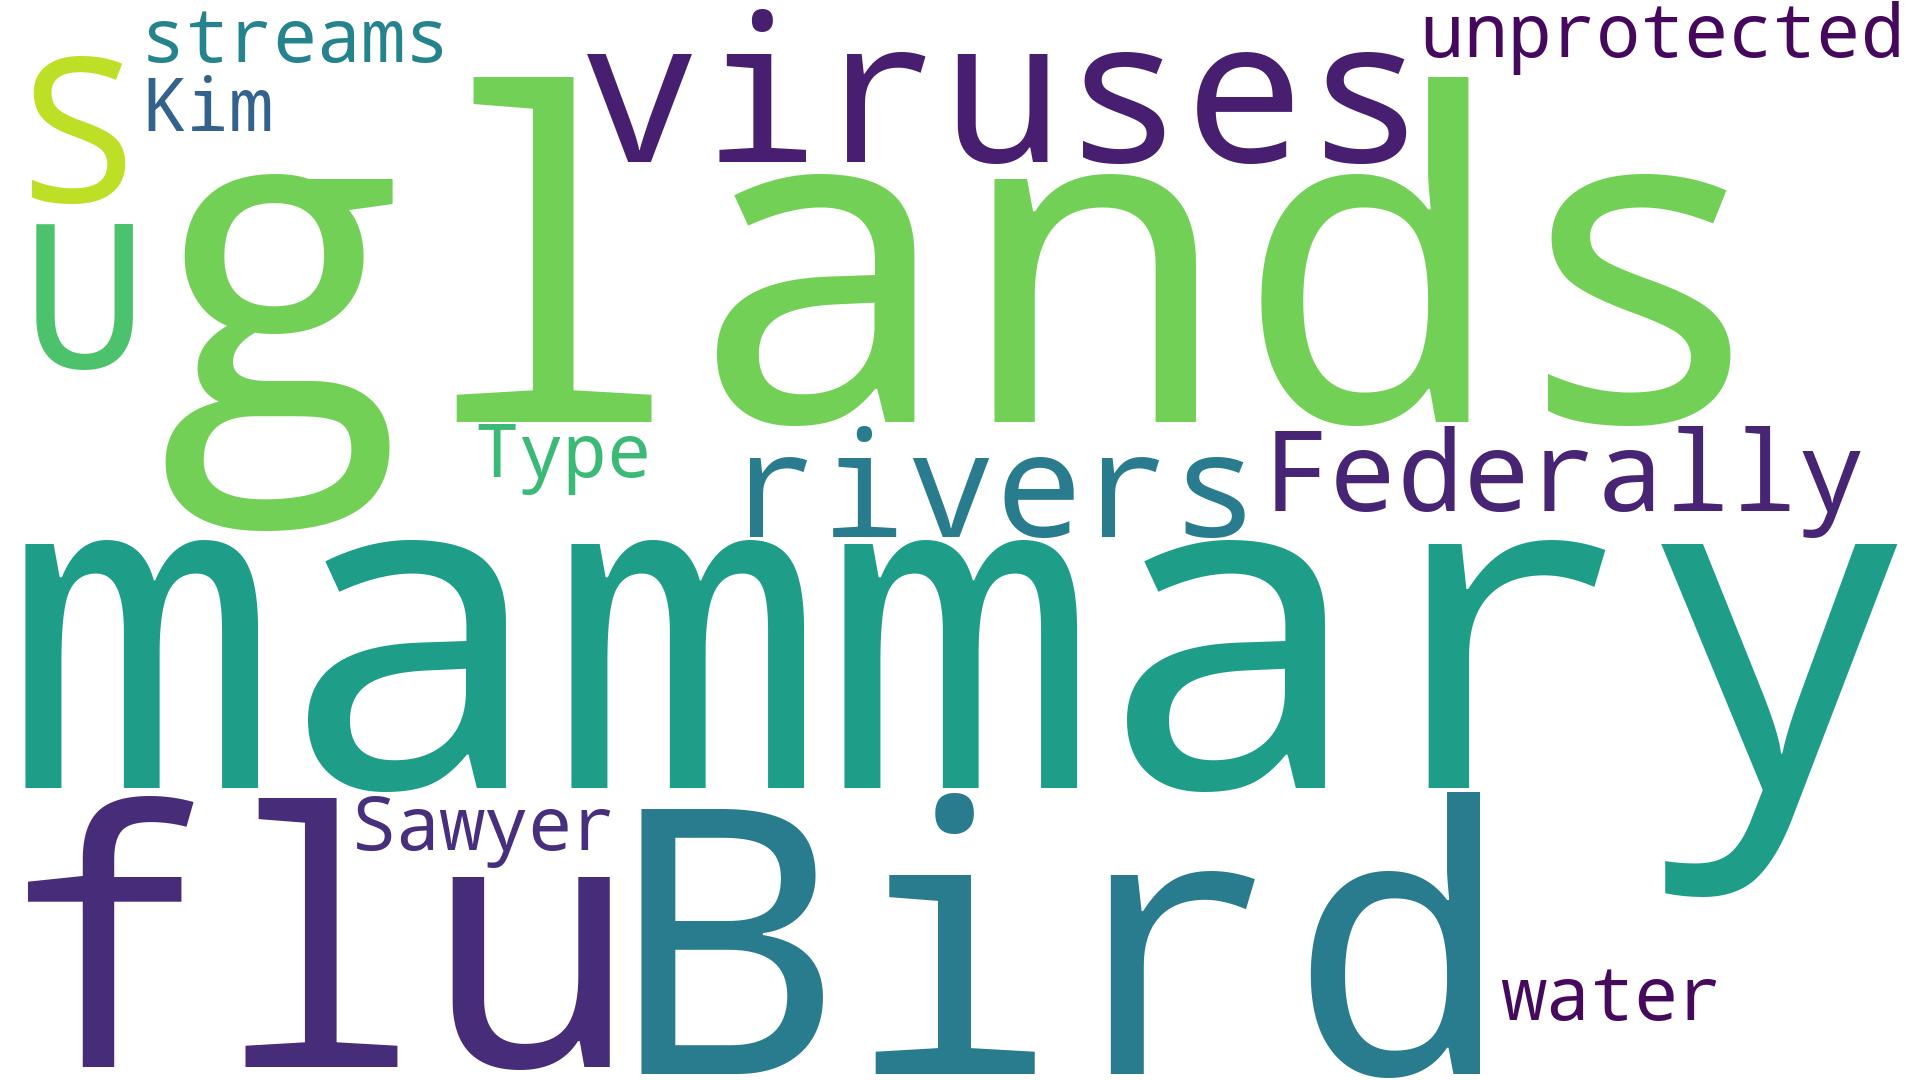 streams
viruses
unprotected
S
Kim
glands
U
Type
rivers
Federally
mammary
flu
Sawyer
Bird
water